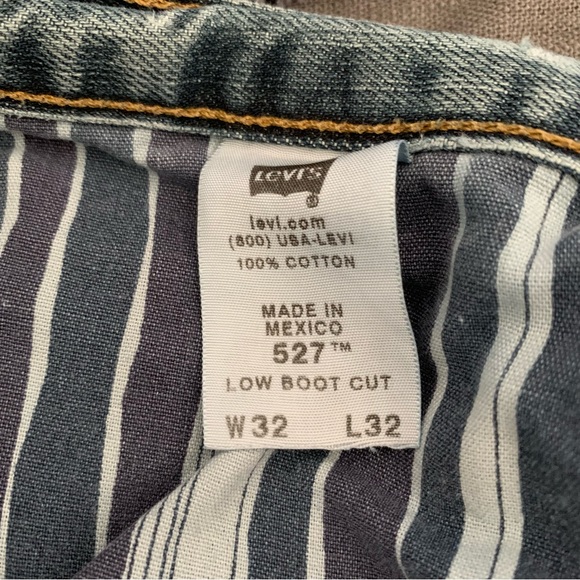 LEVI'S
®
levi.com
(800) USA-LEVI
100% COTTON
MADE IN
MEXICO
527™
LOW BOOT CUT
W32 L32